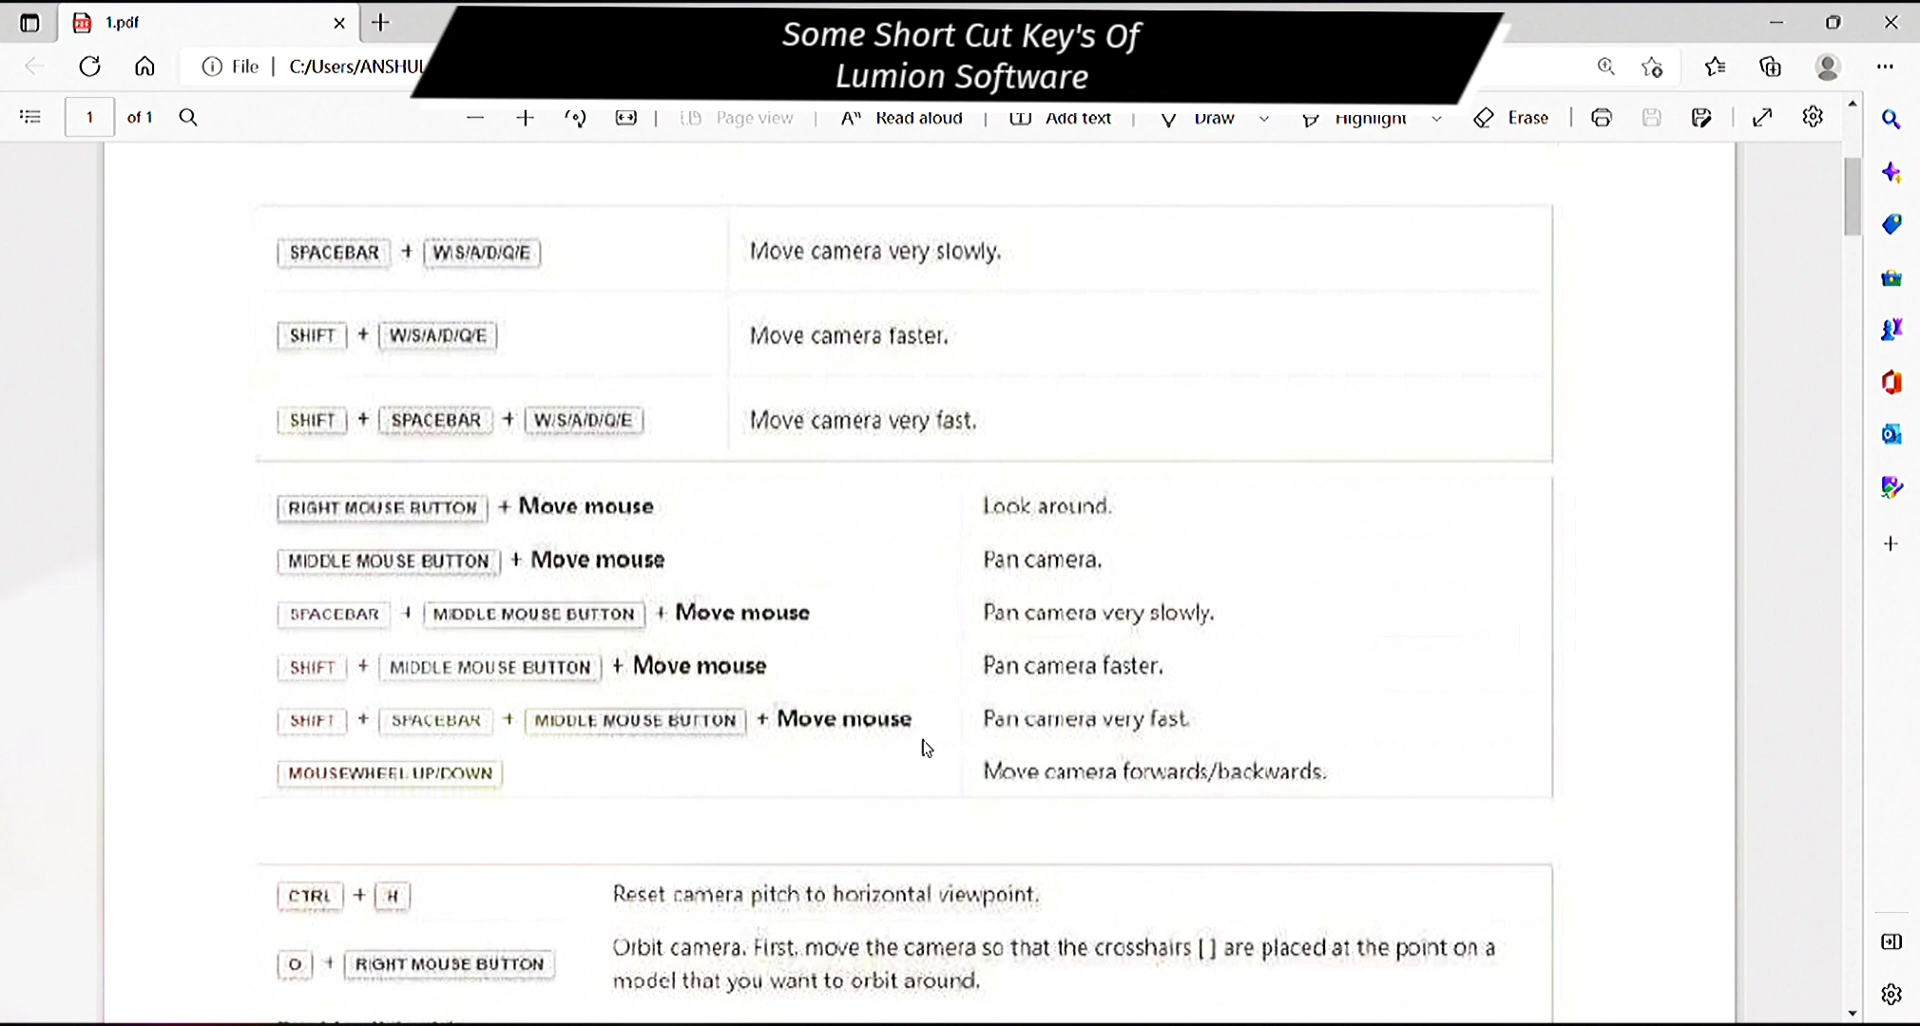 1.pdf
Some Short Cut Key's Of
Lumion Software
File | C:/Users/ANSHUL
1 of 1
Page view
Read aloud
Add text
Draw
Highlight
Erase
SPACEBAR + W/S/A/D/Q/E Move camera very slowly.
SHIFT + W/S/A/D/Q/E Move camera faster.
SHIFT + SPACEBAR + W/S/A/D/Q/E Move camera very fast.
RIGHT MOUSE BUTTON + Move mouse Look around.
MIDDLE MOUSE BUTTON + Move mouse Pan camera.
SPACEBAR + MIDDLE MOUSE BUTTON + Move mouse Pan camera very slowly.
SHIFT + MIDDLE MOUSE BUTTON + Move mouse Pan camera faster.
SHIFT + SPACEBAR + MIDDLE MOUSE BUTTON + Move mouse Pan camera very fast.
MOUSEWHEEL UP/DOWN Move camera forwards/backwards.
CTRL + H Reset camera pitch to horizontal viewpoint.
O + RIGHT MOUSE BUTTON Orbit camera. First, move the camera so that the crosshairs [ ] are placed at the point on a
model that you want to orbit around.